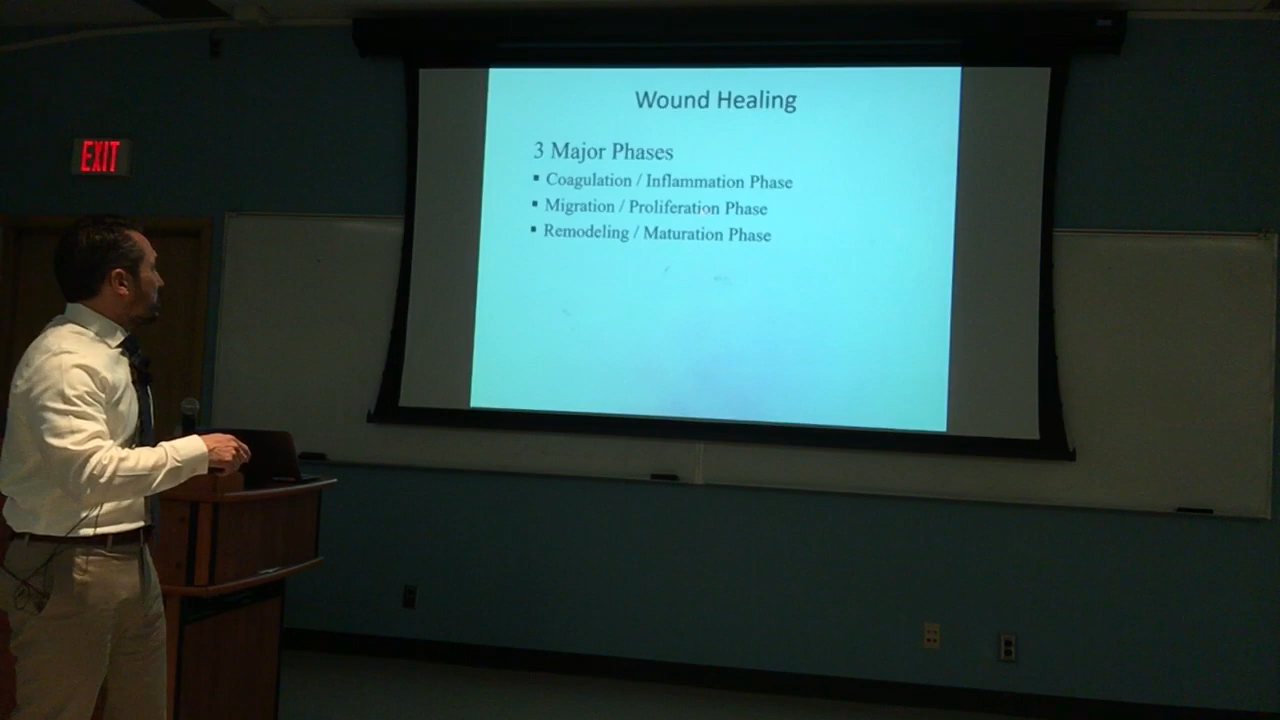 Wound Healing
EXIT
3 Major Phases
▪ Coagulation / Inflammation Phase
▪ Migration / Proliferation Phase
▪ Remodeling / Maturation Phase